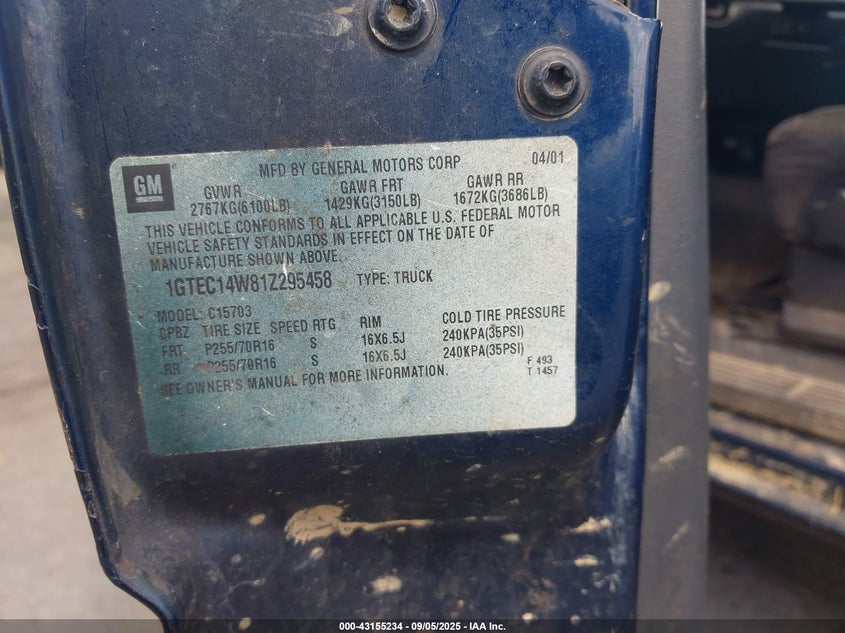 GM
MFD BY GENERAL MOTORS CORP 04/01
GVWR GAWR FRT GAWR RR
2767KG(6100LB) 1429KG(3150LB) 1672KG(3686LB)
THIS VEHICLE CONFORMS TO ALL APPLICABLE U.S. FEDERAL MOTOR
VEHICLE SAFETY STANDARDS IN EFFECT ON THE DATE OF
MANUFACTURE SHOWN ABOVE.
1GTEC14W81Z295458 TYPE: TRUCK
MODEL: C15703
CPBZ TIRE SIZE SPEED RTG RIM COLD TIRE PRESSURE
FRT P255/70R16 S 16X6.5J 240KPA(35PSI)
RR P255/70R16 S 16X6.5J 240KPA(35PSI)
SEE OWNER'S MANUAL FOR MORE INFORMATION.
F 493
T 1457
000-43155234 - 09/05/2025 - IAA Inc.